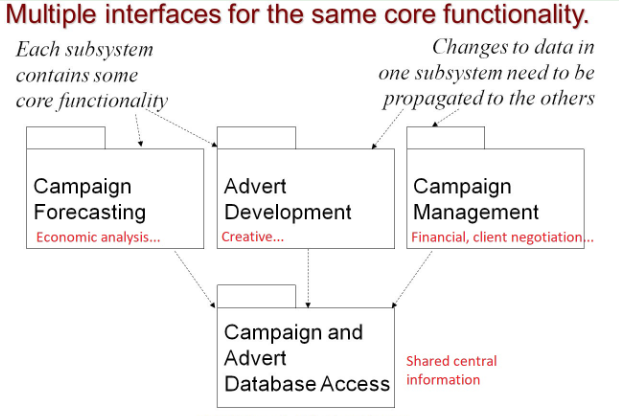 Multiple interfaces for the same core functionality.
Each subsystem
contains some
core functionality
Changes to data in
one subsystem need to be
propagated to the others
Campaign
Forecasting
Economic analysis...
Advert
Development
Creative...
Campaign
Management
Financial, client negotiation...
Campaign and
Advert
Database Access
Shared central
information